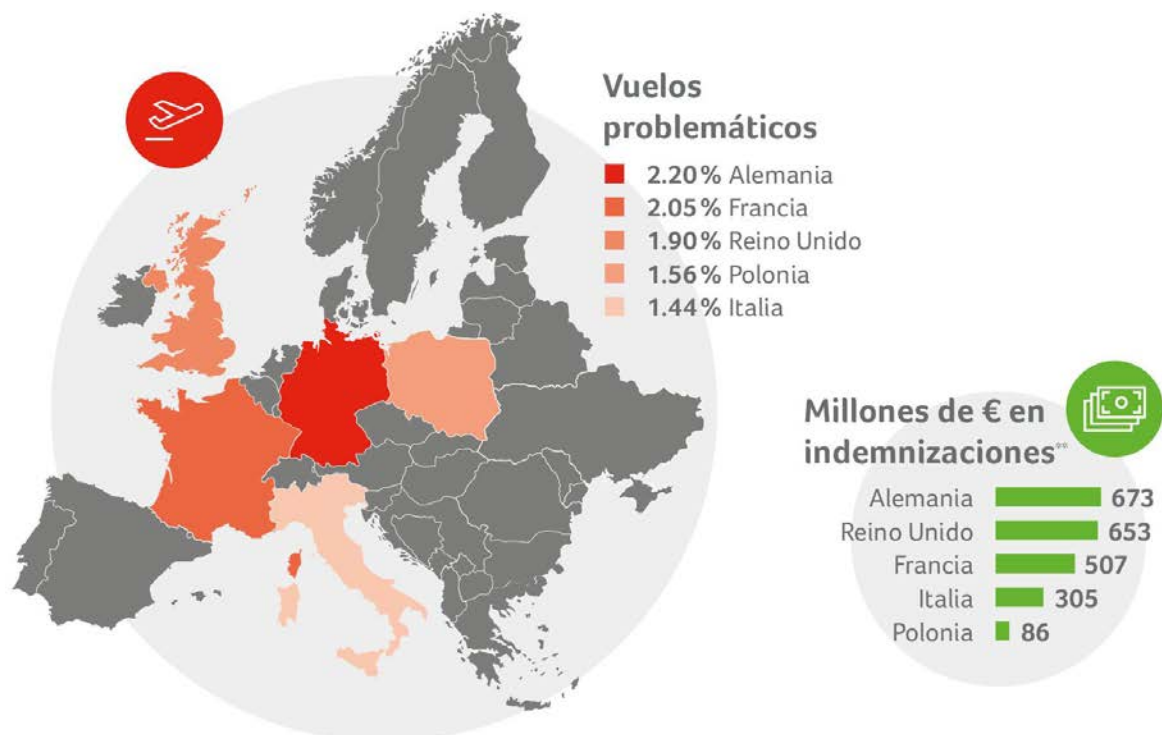 Vuelos
problemáticos
2.20% Alemania
2.05% Francia
1.90% Reino Unido
1.56% Polonia
1.44% Italia
Millones de € en
indemnizaciones**
Alemania 673
Reino Unido 653
Francia 507
Italia 305
Polonia 86